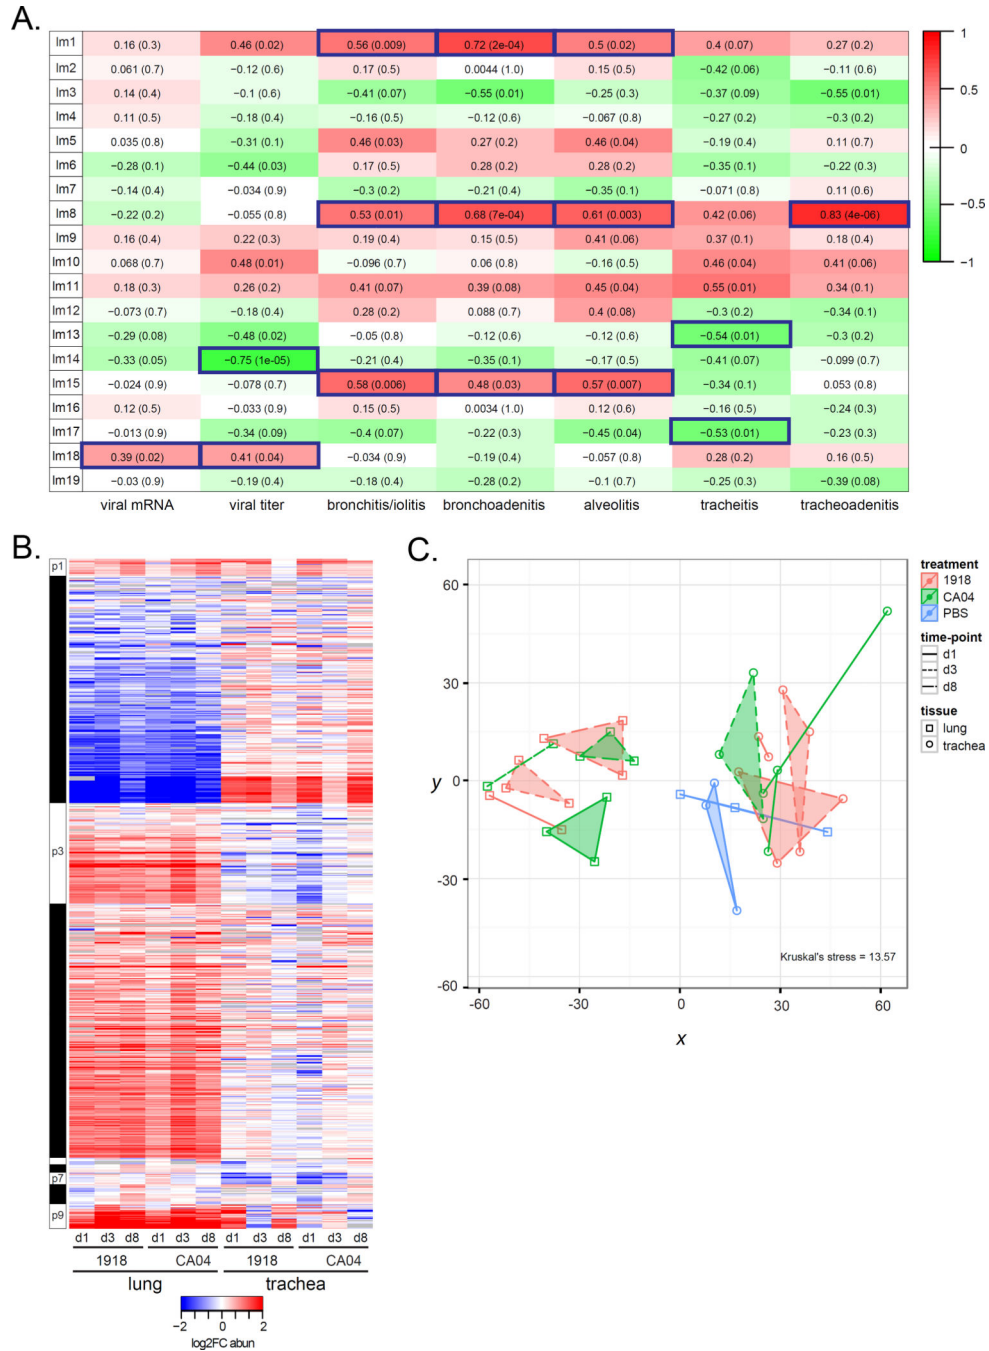 A.
lm1 0.16 (0.3) 0.46 (0.02) 0.56 (0.009) 0.72 (2e-04) 0.5 (0.02) 0.4 (0.07) 0.27 (0.2)
lm2 0.061 (0.7) −0.12 (0.6) 0.17 (0.5) 0.0044 (1.0) 0.15 (0.5) −0.42 (0.06) −0.11 (0.6)
lm3 0.14 (0.4) −0.1 (0.6) −0.41 (0.07) −0.55 (0.01) −0.25 (0.3) −0.37 (0.09) −0.55 (0.01)
lm4 0.11 (0.5) −0.18 (0.4) −0.16 (0.5) −0.12 (0.6) −0.067 (0.8) −0.27 (0.2) −0.3 (0.2)
lm5 0.035 (0.8) −0.31 (0.1) 0.46 (0.03) 0.27 (0.2) 0.46 (0.04) −0.19 (0.4) 0.11 (0.7)
lm6 −0.28 (0.1) −0.44 (0.03) 0.17 (0.5) 0.28 (0.2) 0.28 (0.2) −0.35 (0.1) −0.22 (0.3)
lm7 −0.14 (0.4) −0.034 (0.9) −0.3 (0.2) −0.21 (0.4) −0.35 (0.1) −0.071 (0.8) 0.11 (0.6)
lm8 −0.22 (0.2) −0.055 (0.8) 0.53 (0.01) 0.68 (7e-04) 0.61 (0.003) 0.42 (0.06) 0.83 (4e-06)
lm9 0.16 (0.4) 0.22 (0.3) 0.19 (0.4) 0.15 (0.5) 0.41 (0.06) 0.37 (0.1) 0.18 (0.4)
lm10 0.068 (0.7) 0.48 (0.01) −0.096 (0.7) 0.06 (0.8) −0.16 (0.5) 0.46 (0.04) 0.41 (0.06)
lm11 0.18 (0.3) 0.26 (0.2) 0.41 (0.07) 0.39 (0.08) 0.45 (0.04) 0.55 (0.01) 0.34 (0.1)
lm12 −0.073 (0.7) −0.18 (0.4) 0.28 (0.2) 0.088 (0.7) 0.4 (0.08) −0.3 (0.2) −0.34 (0.1)
lm13 −0.29 (0.08) −0.48 (0.02) −0.05 (0.8) −0.12 (0.6) −0.12 (0.6) −0.54 (0.01) −0.3 (0.2)
lm14 −0.33 (0.05) −0.75 (1e-05) −0.21 (0.4) −0.35 (0.1) −0.17 (0.5) −0.41 (0.07) −0.099 (0.7)
lm15 −0.024 (0.9) −0.078 (0.7) 0.58 (0.006) 0.48 (0.03) 0.57 (0.007) −0.34 (0.1) 0.053 (0.8)
lm16 0.12 (0.5) −0.033 (0.9) 0.15 (0.5) 0.0034 (1.0) 0.12 (0.6) −0.16 (0.5) −0.24 (0.3)
lm17 −0.013 (0.9) −0.34 (0.09) −0.4 (0.07) −0.22 (0.3) −0.45 (0.04) −0.53 (0.01) −0.23 (0.3)
lm18 0.39 (0.02) 0.41 (0.04) −0.034 (0.9) −0.19 (0.4) −0.057 (0.8) 0.28 (0.2) 0.16 (0.5)
lm19 −0.03 (0.9) −0.19 (0.4) −0.18 (0.4) −0.28 (0.2) −0.1 (0.7) −0.25 (0.3) −0.39 (0.08)
viral mRNA viral titer bronchitis/iolitis bronchoadenitis alveolitis tracheitis tracheoadenitis
1
0.5
0
−0.5
−1
B.
p1
p3
p7
p9
d1 d3 d8 d1 d3 d8 d1 d3 d8 d1 d3 d8
1918 CA04 1918 CA04
lung trachea
−2 0 2
log2FC abun
C.
60
30
0
-30
-60
y
-60 -30 0 30 60
x
Kruskal's stress = 13.57
treatment
1918
CA04
PBS
time-point
d1
d3
d8
tissue
lung
trachea